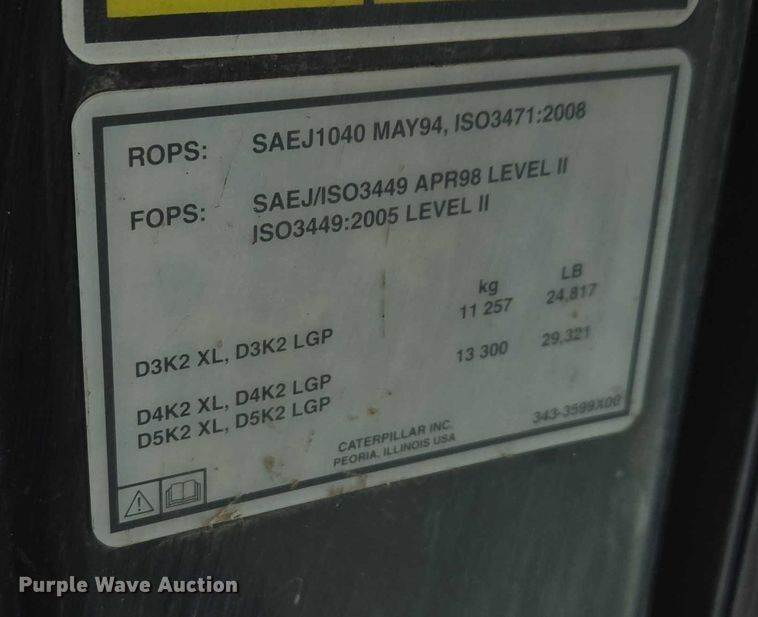 ROPS: SAEJ1040 MAY94, ISO3471:2008
FOPS: SAEJ/ISO3449 APR98 LEVEL II
ISO3449:2005 LEVEL II
kg LB
D3K2 XL, D3K2 LGP 11 257 24,817
D4K2 XL, D4K2 LGP 13 300 29,321
D5K2 XL, D5K2 LGP
CATERPILLAR INC.
PEORIA, ILLINOIS USA
343-3599X00
Purple Wave Auction